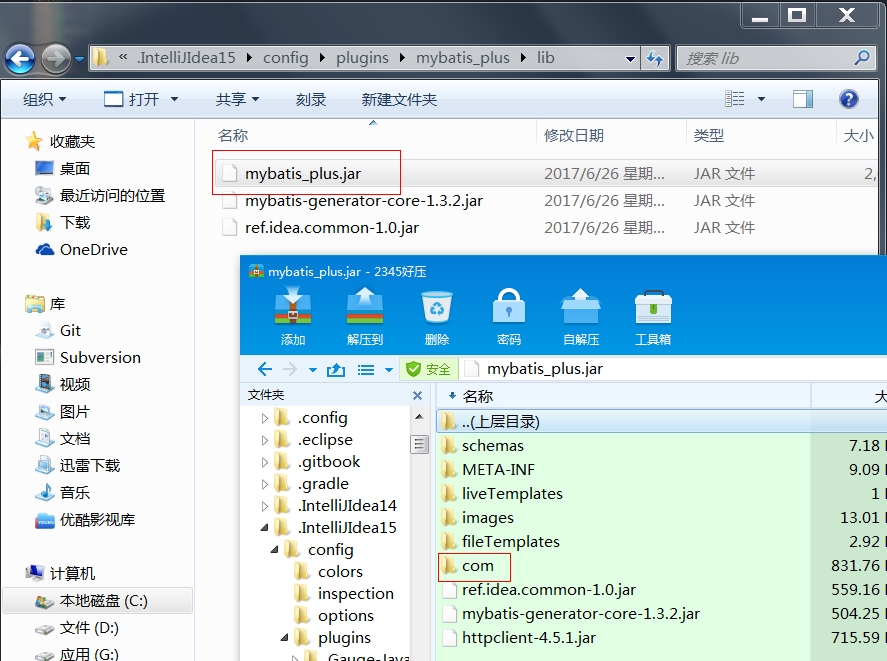 « .IntelliJIdea15 config plugins mybatis_plus lib 搜索 lib
组织 打开 共享 刻录 新建文件夹
收藏夹
桌面
最近访问的位置
下载
OneDrive
库
Git
Subversion
视频
图片
文档
迅雷下载
音乐
优酷影视库
计算机
本地磁盘 (C:)
文件 (D:)
应用 (G:)
名称 修改日期 类型 大小
mybatis_plus.jar 2017/6/26 星期... JAR 文件 2,
mybatis-generator-core-1.3.2.jar 2017/6/26 星期... JAR 文件
ref.idea.common-1.0.jar 2017/6/26 星期... JAR 文件
mybatis_plus.jar - 2345好压
添加 解压到 删除 密码 自解压 工具箱
安全 mybatis_plus.jar
文件夹
.config
.eclipse
.gitbook
.gradle
.IntelliJIdea14
.IntelliJIdea15
config
colors
inspection
options
plugins
Gauge-Java
名称 大
..(上层目录)
schemas 7.18
META-INF 9.09
liveTemplates 1
images 13.01
fileTemplates 2.92
com 831.76
ref.idea.common-1.0.jar 559.16
mybatis-generator-core-1.3.2.jar 504.25
httpclient-4.5.1.jar 715.59